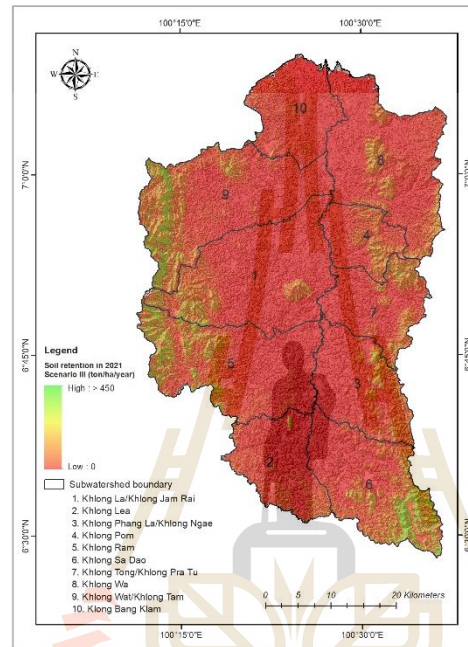 100°15'0"E 100°30'0"E
N
W E
S
10
8
7°0'0"N
9
4
1
7
6°45'0"N
5
3
2
6
6°30'0"N
Legend
Soil retention in 2021
Scenario III (ton/ha/year)
High : > 450
Low : 0
Subwatershed boundary
1. Khlong La/Khlong Jam Rai
2. Khlong Lea
3. Khlong Phang La/Khlong Ngae
4. Khlong Pom
5. Khlong Ram
6. Khlong Sa Dao
7. Khlong Tong/Khlong Pra Tu
8. Khlong Wa
9. Khlong Wat/Khlong Tam
10. Klong Bang Klam
0 5 10 20 Kilometers
100°15'0"E 100°30'0"E